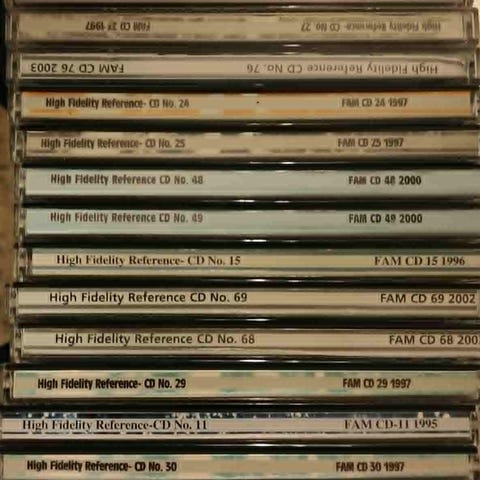 High Fidelity Reference- CD No. 27 FAM CD 27 1997
High Fidelity Reference CD No. 76 FAM CD 76 2003
High Fidelity Reference- CD No. 24 FAM CD 24 1997
High Fidelity Reference- CD No. 25 FAM CD 25 1997
High Fidelity Reference CD No. 48 FAM CD 48 2000
High Fidelity Reference CD No. 49 FAM CD 49 2000
High Fidelity Reference- CD No. 15 FAM CD 15 1996
High Fidelity Reference CD No. 69 FAM CD 69 2002
High Fidelity Reference CD No. 68 FAM CD 68
High Fidelity Reference- CD No. 29 FAM CD 29 1997
High Fidelity Reference-CD No. 11 FAM CD-11 1995
High Fidelity Reference- CD No. 30 FAM CD 30 1997